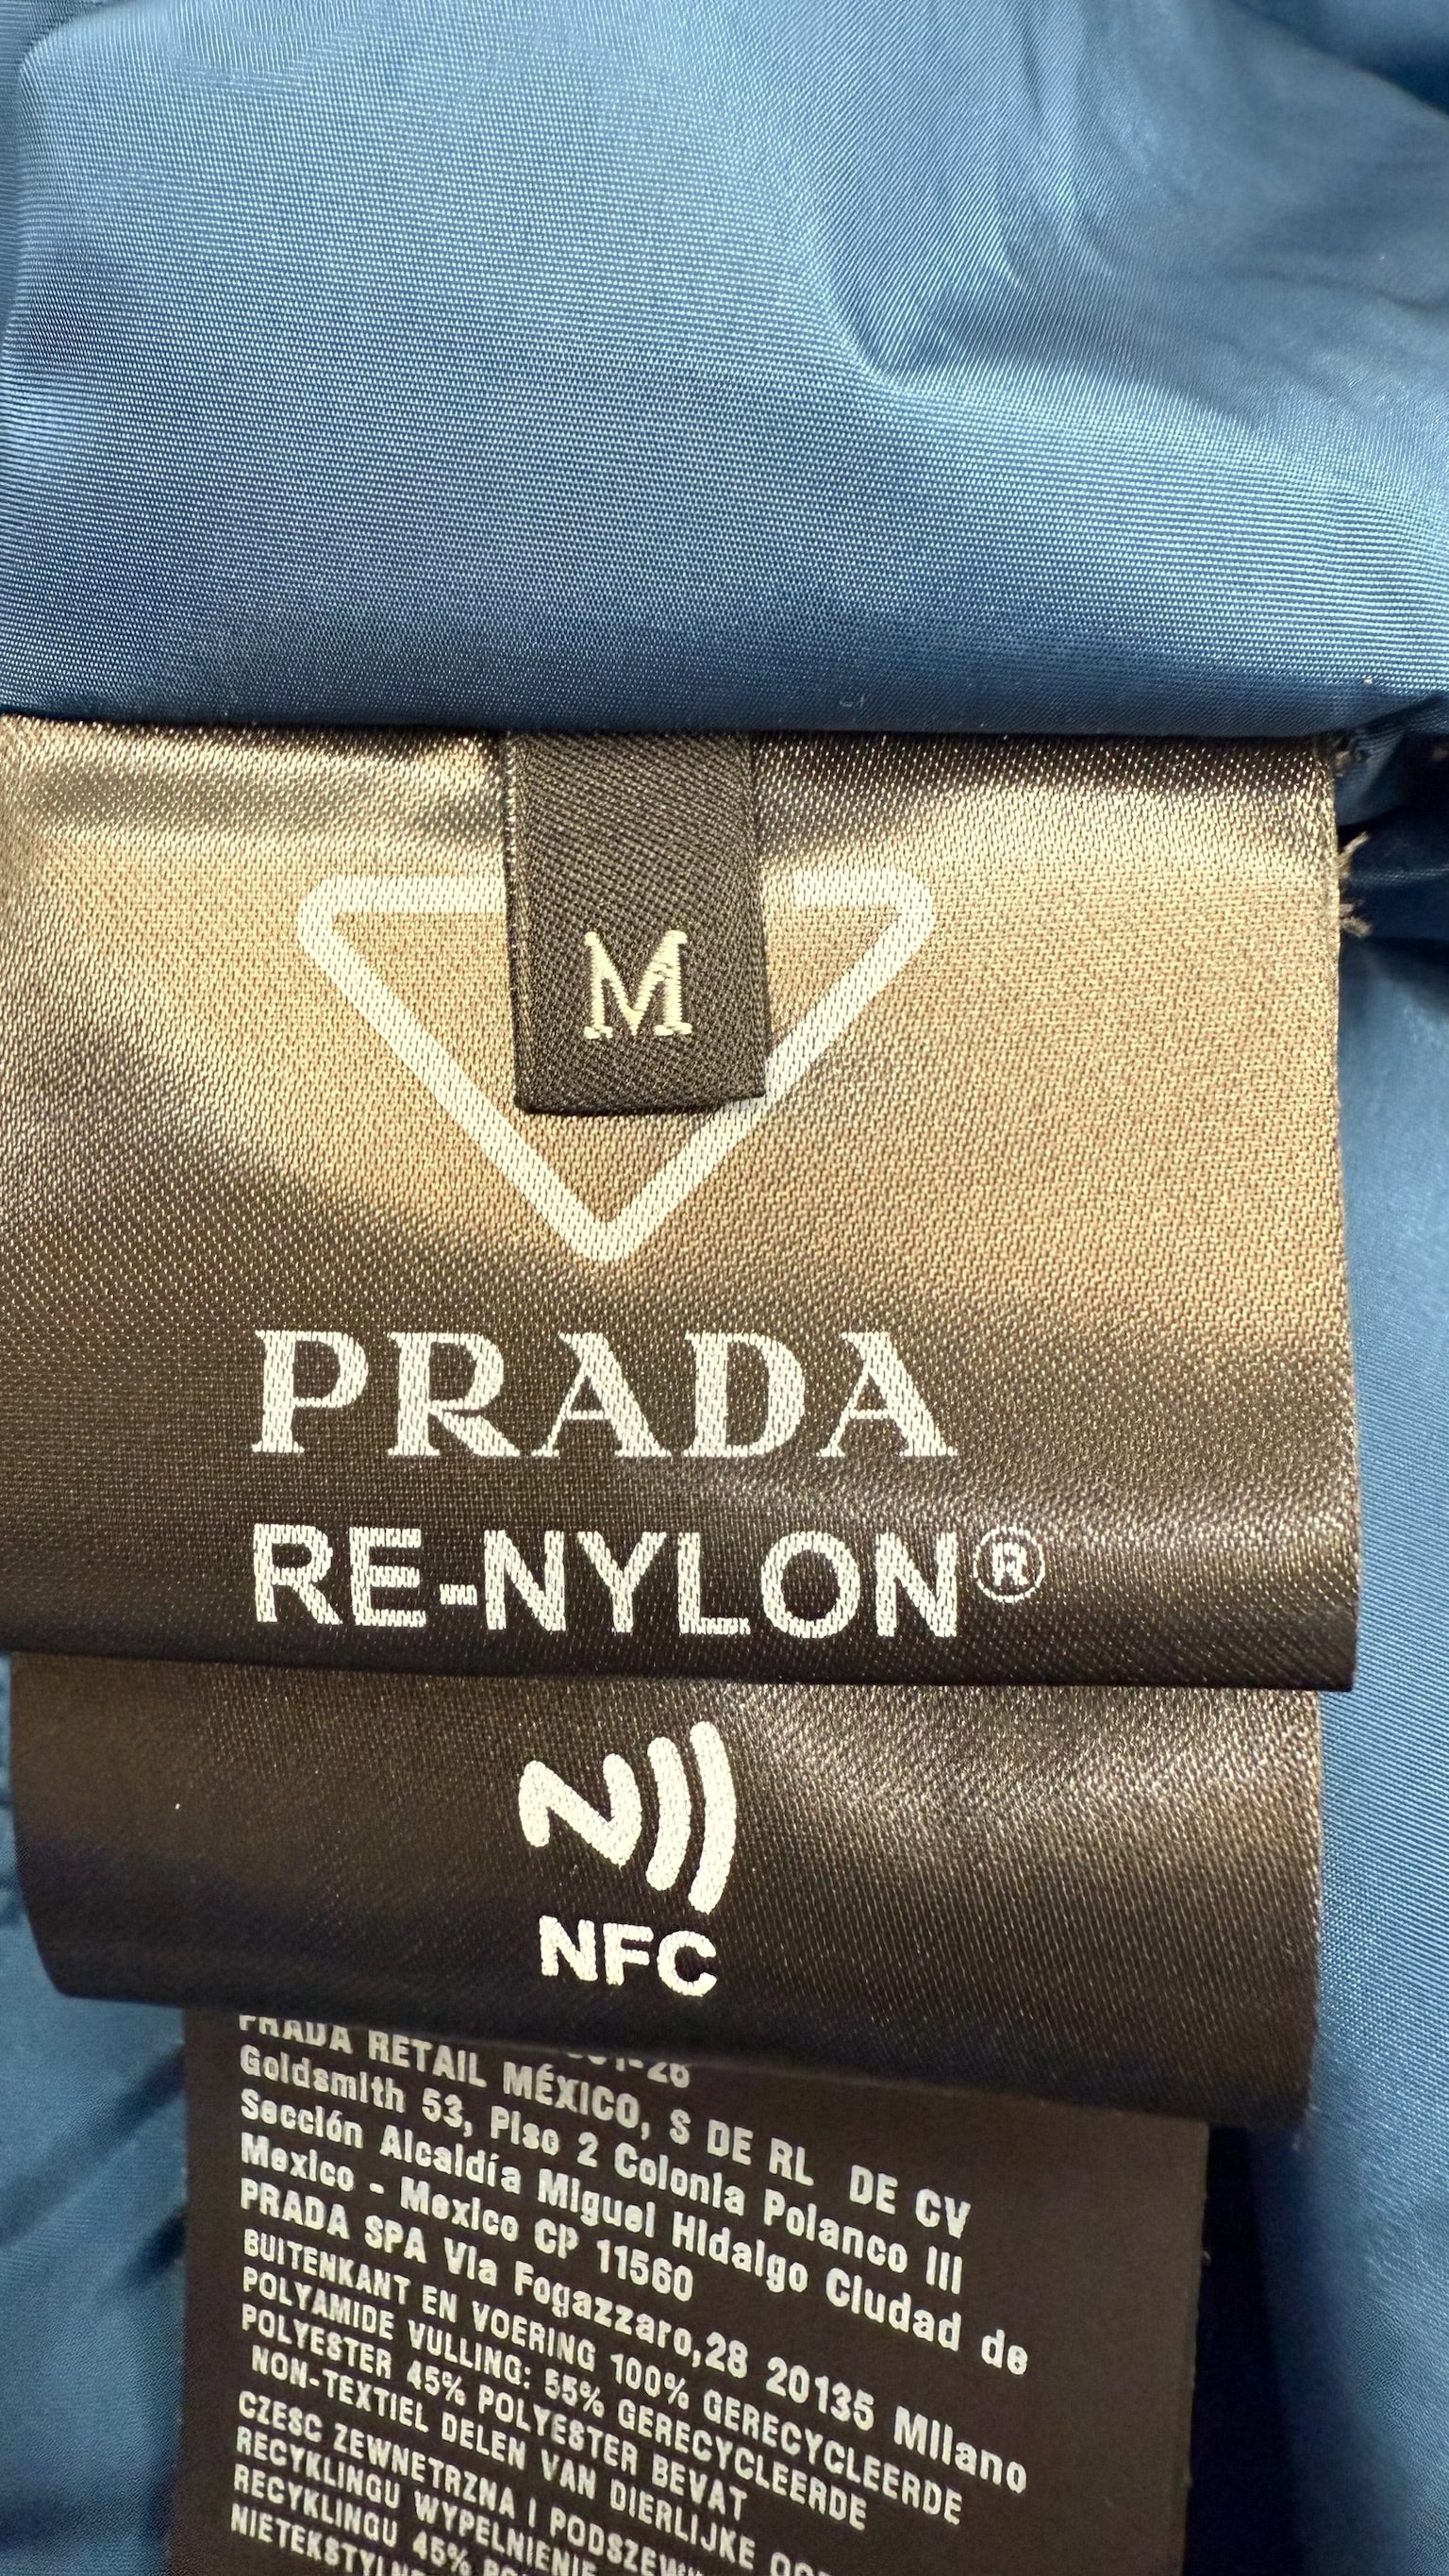 M
PRADA
RE-NYLON®
NFC
PRADA RETAIL MÉXICO, S DE RL DE CV
Goldsmith 53, Piso 2 Colonia Polanco III
Sección Alcaldía Miguel Hidalgo Ciudad de
Mexico - Mexico CP 11560
PRADA SPA Via Fogazzaro,28 20135 Milano
BUITENKANT EN VOERING 100% GERECYCLEERDE
POLYAMIDE VULLING: 55% GERECYCLEERDE
POLYESTER 45% POLYESTER BEVAT
NON-TEXTIEL DELEN VAN DIERLIJKE
CZESC ZEWNETRZNA I
RECYKLINGU WYPELNIENIE
RECYKLINGU 45%